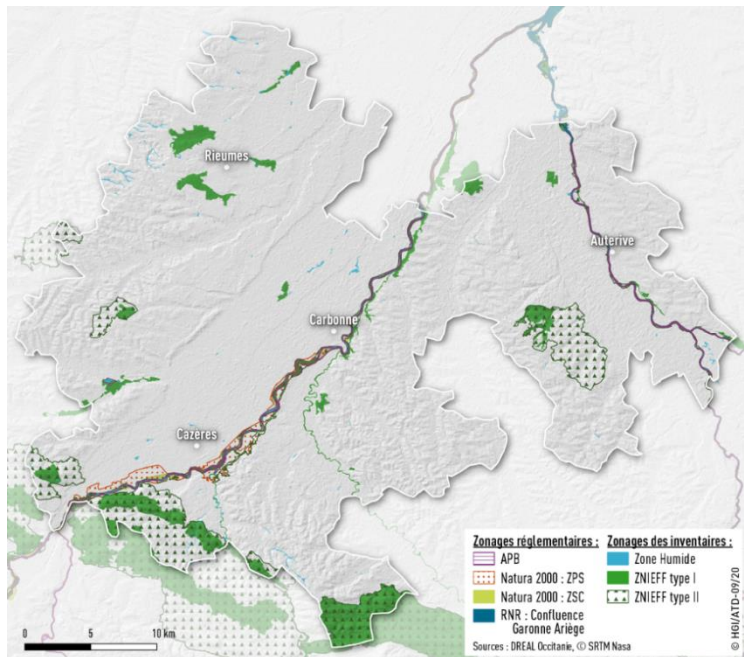 Rieumes
Auterive
Carbonne
Cazeres
Zonages réglementaires :
APB
Natura 2000 : ZPS
Natura 2000 : ZSC
RNR : Confluence
Garonne Ariège
Zonages des inventaires :
Zone Humide
ZNIEFF type I
ZNIEFF type II
Sources : DREAL Occitanie, © SRTM Nasa
© HGI/ATD-09/20
0 5 10 km